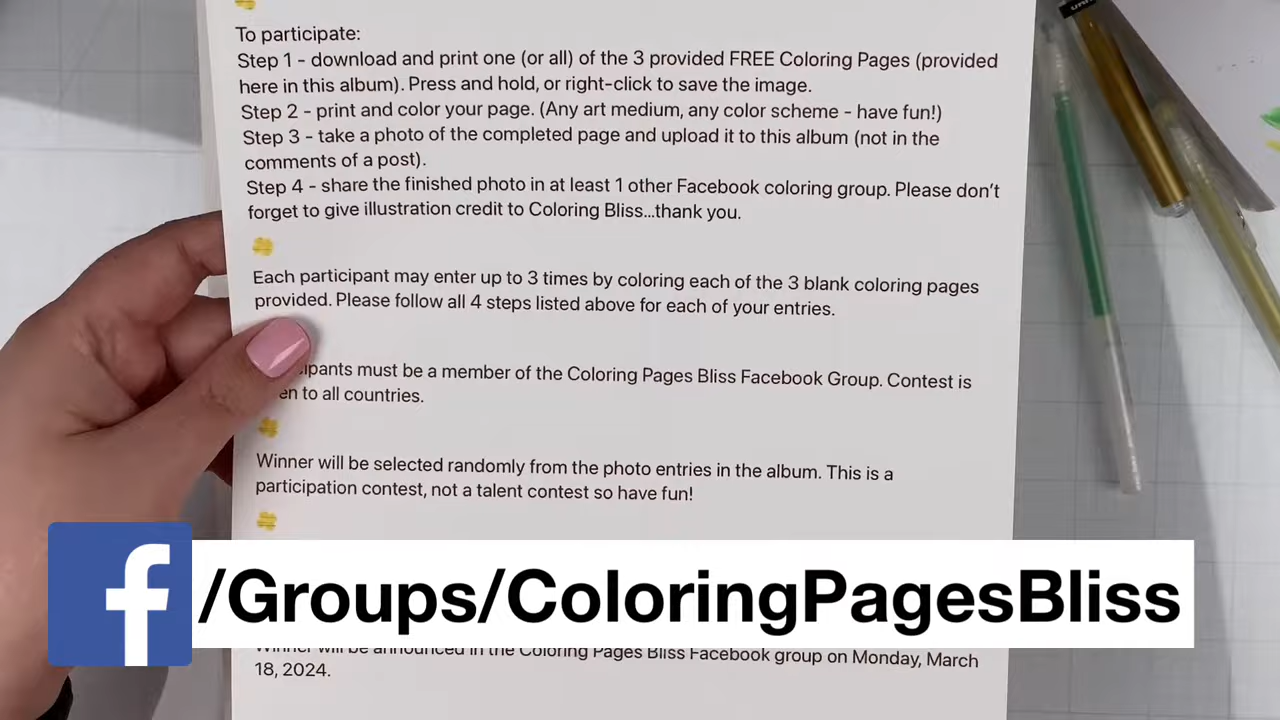 To participate:
Step 1 - download and print one (or all) of the 3 provided FREE Coloring Pages (provided
here in this album). Press and hold, or right-click to save the image.
Step 2 - print and color your page. (Any art medium, any color scheme - have fun!)
Step 3 - take a photo of the completed page and upload it to this album (not in the
comments of a post).
Step 4 - share the finished photo in at least 1 other Facebook coloring group. Please don't
forget to give illustration credit to Coloring Bliss...thank you.
Each participant may enter up to 3 times by coloring each of the 3 blank coloring pages
provided. Please follow all 4 steps listed above for each of your entries.
ipants must be a member of the Coloring Pages Bliss Facebook Group. Contest is
en to all countries.
Winner will be selected randomly from the photo entries in the album. This is a
participation contest, not a talent contest so have fun!
f /Groups/ColoringPagesBliss
Winner will be announced in the Coloring Pages Bliss Facebook group on Monday, March
18, 2024.